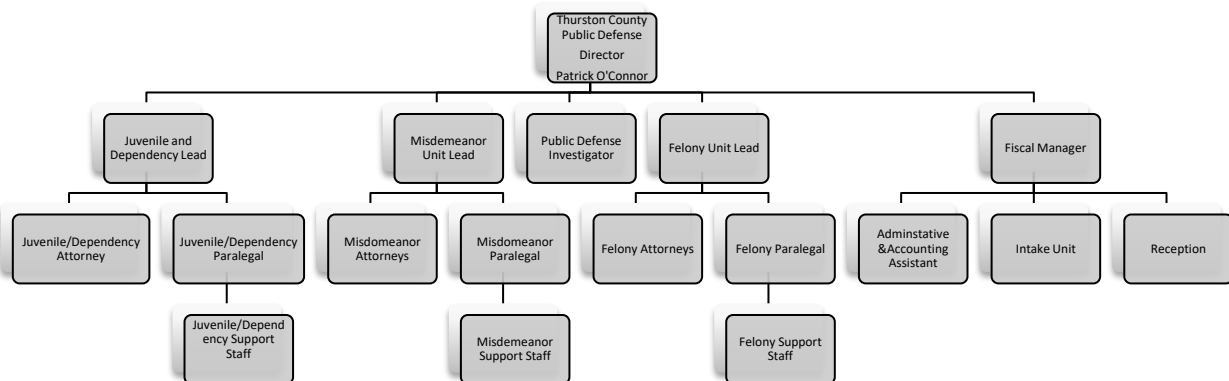 Thurston County
Public Defense
Director
Patrick O'Connor
Juvenile and
Dependency Lead
Misdemeanor
Unit Lead
Public Defense
Investigator
Felony Unit Lead
Fiscal Manager
Juvenile/Dependency
Attorney
Juvenile/Dependency
Paralegal
Misdomeanor
Attorneys
Misdomeanor
Paralegal
Felony Attorneys
Felony Paralegal
Adminstative
&Accounting
Assistant
Intake Unit
Reception
Juvenile/Depend
ency Support
Staff
Misdemeanor
Support Staff
Felony Support
Staff